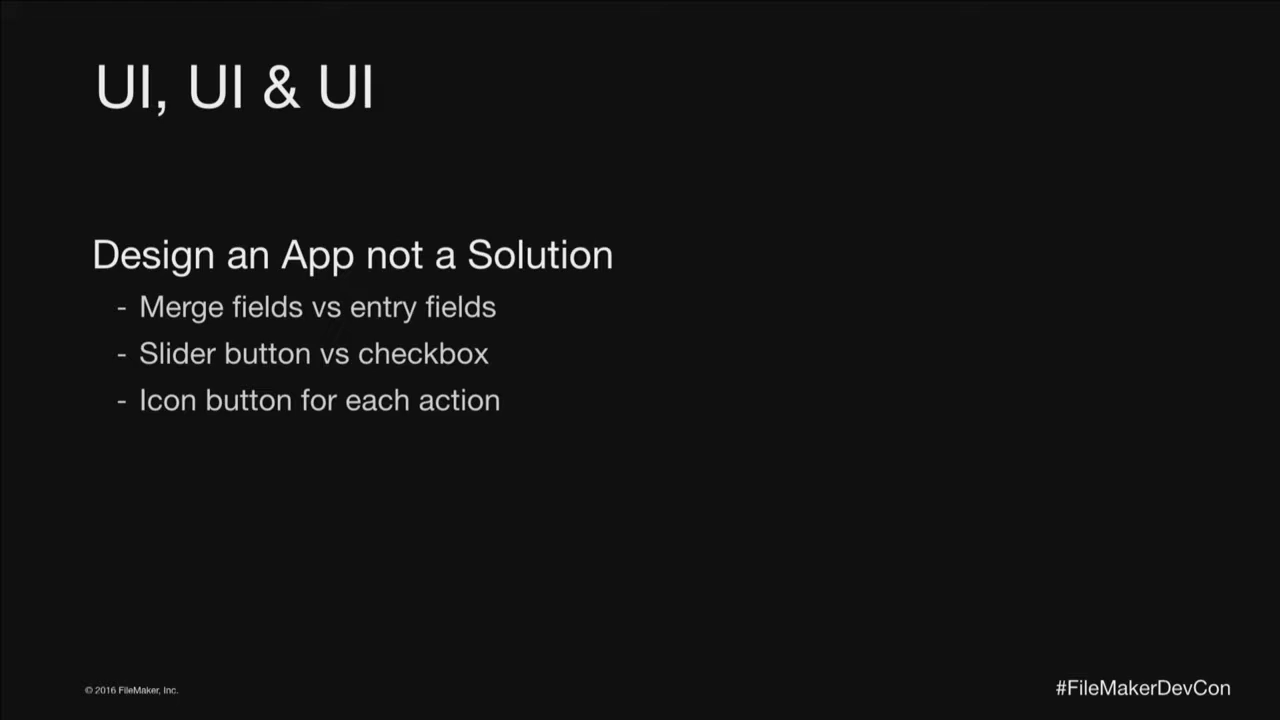 UI, UI & UI
Design an App not a Solution
- Merge fields vs entry fields
- Slider button vs checkbox
- Icon button for each action
© 2016 FileMaker, Inc.
#FileMakerDevCon